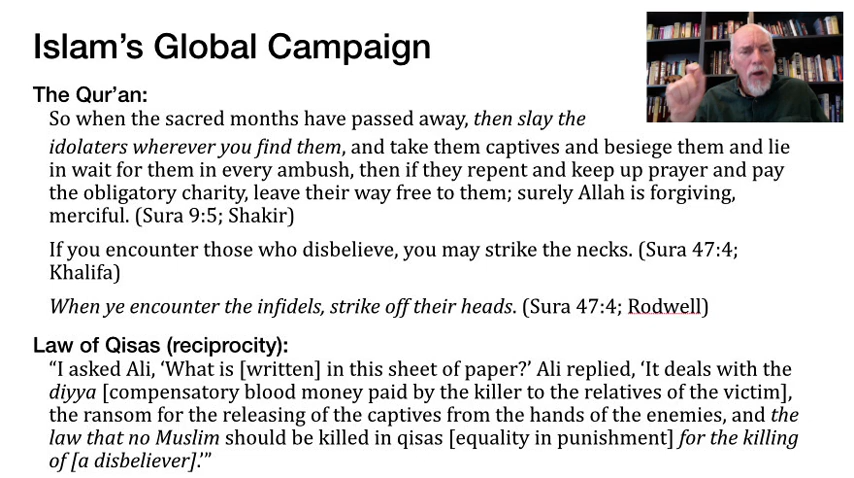 Islam’s Global Campaign
The Qur’an:
So when the sacred months have passed away, then slay the
idolaters wherever you find them, and take them captives and besiege them and lie
in wait for them in every ambush, then if they repent and keep up prayer and pay
the obligatory charity, leave their way free to them; surely Allah is forgiving,
merciful. (Sura 9:5; Shakir)
If you encounter those who disbelieve, you may strike the necks. (Sura 47:4;
Khalifa)
When ye encounter the infidels, strike off their heads. (Sura 47:4; Rodwell)
Law of Qisas (reciprocity):
“I asked Ali, ‘What is [written] in this sheet of paper?’ Ali replied, ‘It deals with the
diyya [compensatory blood money paid by the killer to the relatives of the victim],
the ransom for the releasing of the captives from the hands of the enemies, and the
law that no Muslim should be killed in qisas [equality in punishment] for the killing
of [a disbeliever].’”